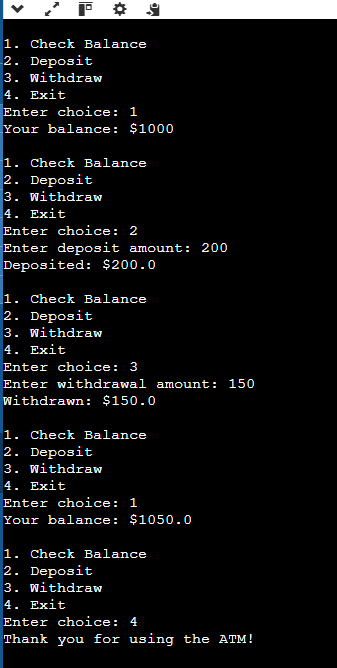 1. Check Balance
2. Deposit
3. Withdraw
4. Exit
Enter choice: 1
Your balance: $1000
1. Check Balance
2. Deposit
3. Withdraw
4. Exit
Enter choice: 2
Enter deposit amount: 200
Deposited: $200.0
1. Check Balance
2. Deposit
3. Withdraw
4. Exit
Enter choice: 3
Enter withdrawal amount: 150
Withdrawn: $150.0
1. Check Balance
2. Deposit
3. Withdraw
4. Exit
Enter choice: 1
Your balance: $1050.0
1. Check Balance
2. Deposit
3. Withdraw
4. Exit
Enter choice: 4
Thank you for using the ATM!